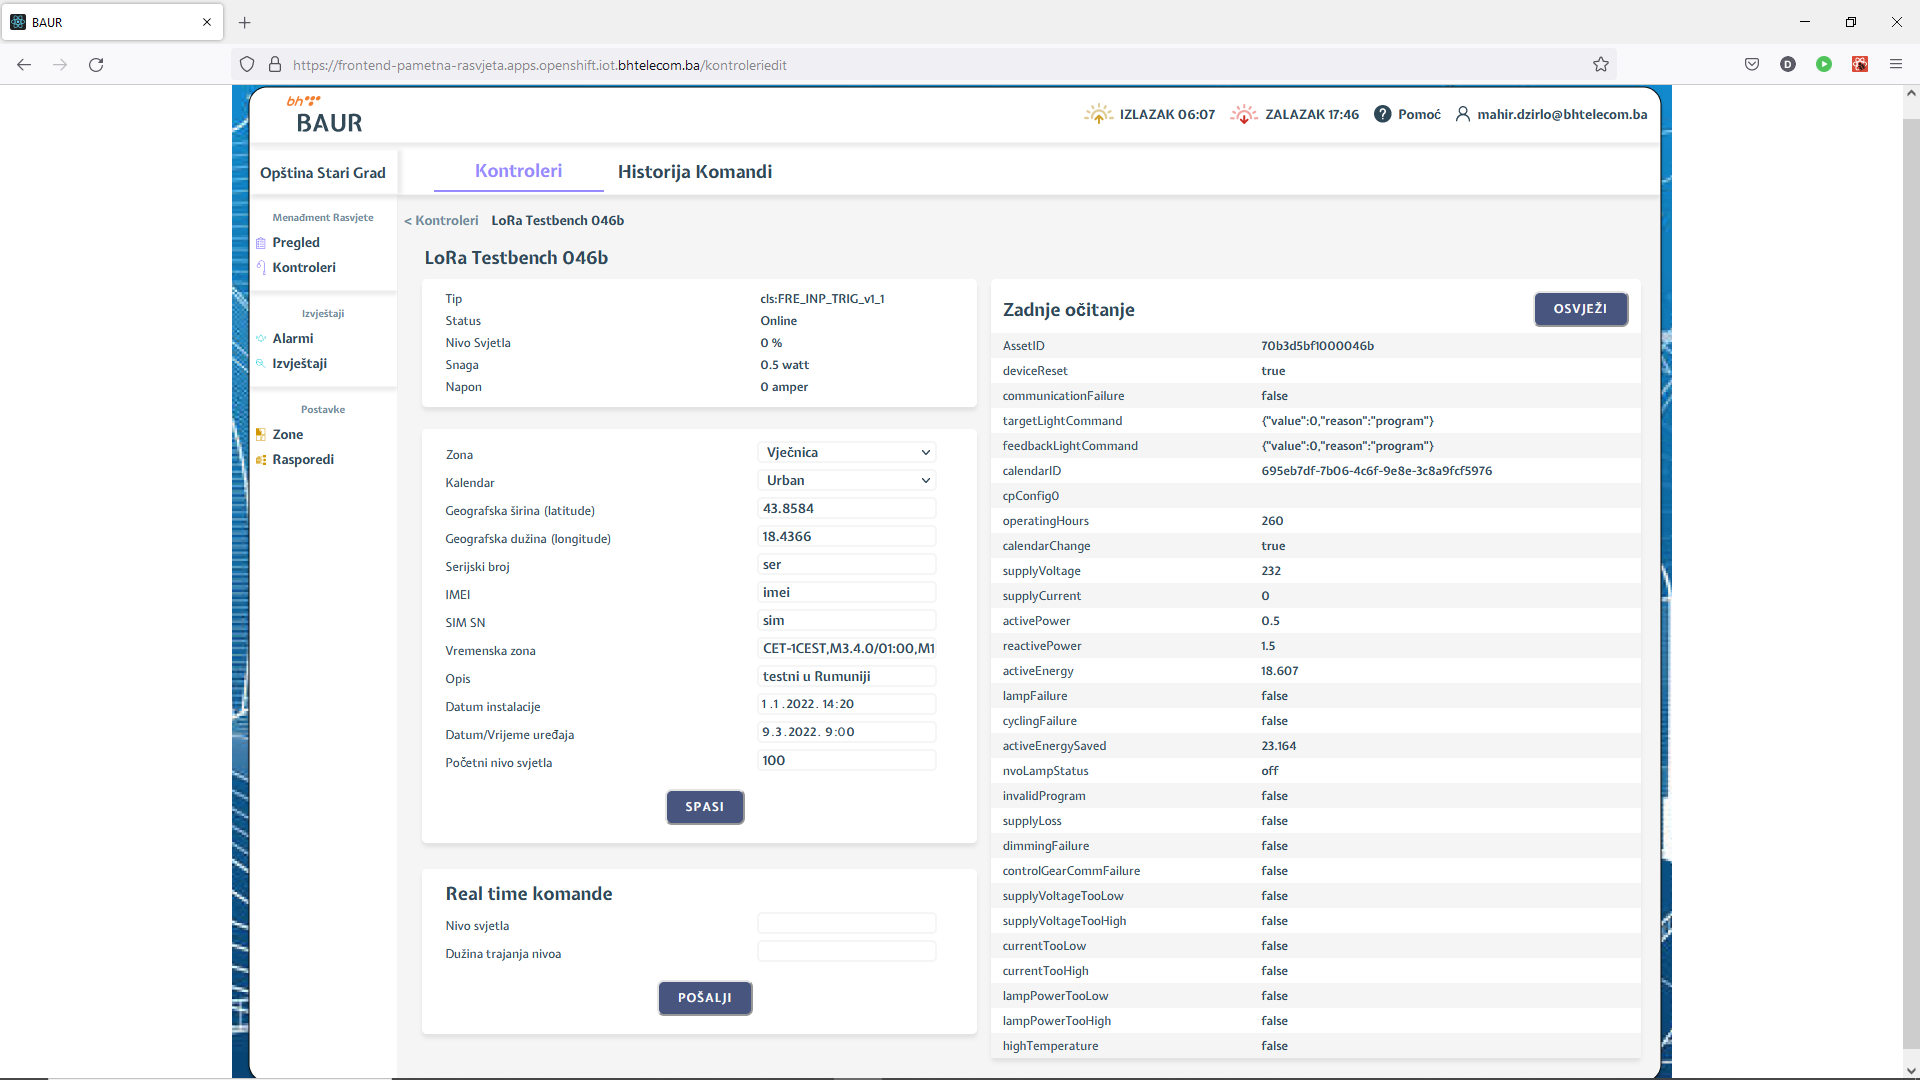 BAUR
https://frontend-pametna-rasvjeta.apps.openshift.iot.bhtelecom.ba/kontroleriedit
bh
BAUR
IZLAZAK 06:07
ZALAZAK 17:46
? Pomoć
mahir.dzirlo@bhtelecom.ba
Opština Stari Grad
Kontroleri
Historija Komandi
Menađment Rasvjete
Pregled
Kontroleri
Izvještaji
Alarmi
Izvještaji
Postavke
Zone
Rasporedi
< Kontroleri LoRa Testbench 046b
LoRa Testbench 046b
Tip cls:FRE_INP_TRIG_v1_1
Status Online
Nivo Svjetla 0 %
Snaga 0.5 watt
Napon 0 amper
Zona Vječnica
Kalendar Urban
Geografska širina (latitude) 43.8584
Geografska dužina (longitude) 18.4366
Serijski broj ser
IMEI imei
SIM SN sim
Vremenska zona CET-1CEST,M3.4.0/01:00,M1
Opis testni u Rumuniji
Datum instalacije 1 .1 .2022. 14:20
Datum/Vrijeme uređaja 9.3.2022. 9:00
Početni nivo svjetla 100
SPASI
Real time komande
Nivo svjetla
Dužina trajanja nivoa
POŠALJI
Zadnje očitanje
OSVJEŽI
AssetID 70b3d5bf1000046b
deviceReset true
communicationFailure false
targetLightCommand {"value":0,"reason":"program"}
feedbackLightCommand {"value":0,"reason":"program"}
calendarID 695eb7df-7b06-4c6f-9e8e-3c8a9fcf5976
cpConfig0
operatingHours 260
calendarChange true
supplyVoltage 232
supplyCurrent 0
activePower 0.5
reactivePower 1.5
activeEnergy 18.607
lampFailure false
cyclingFailure false
activeEnergySaved 23.164
nvoLampStatus off
invalidProgram false
supplyLoss false
dimmingFailure false
controlGearCommFailure false
supplyVoltageTooLow false
supplyVoltageTooHigh false
currentTooLow false
currentTooHigh false
lampPowerTooLow false
lampPowerTooHigh false
highTemperature false